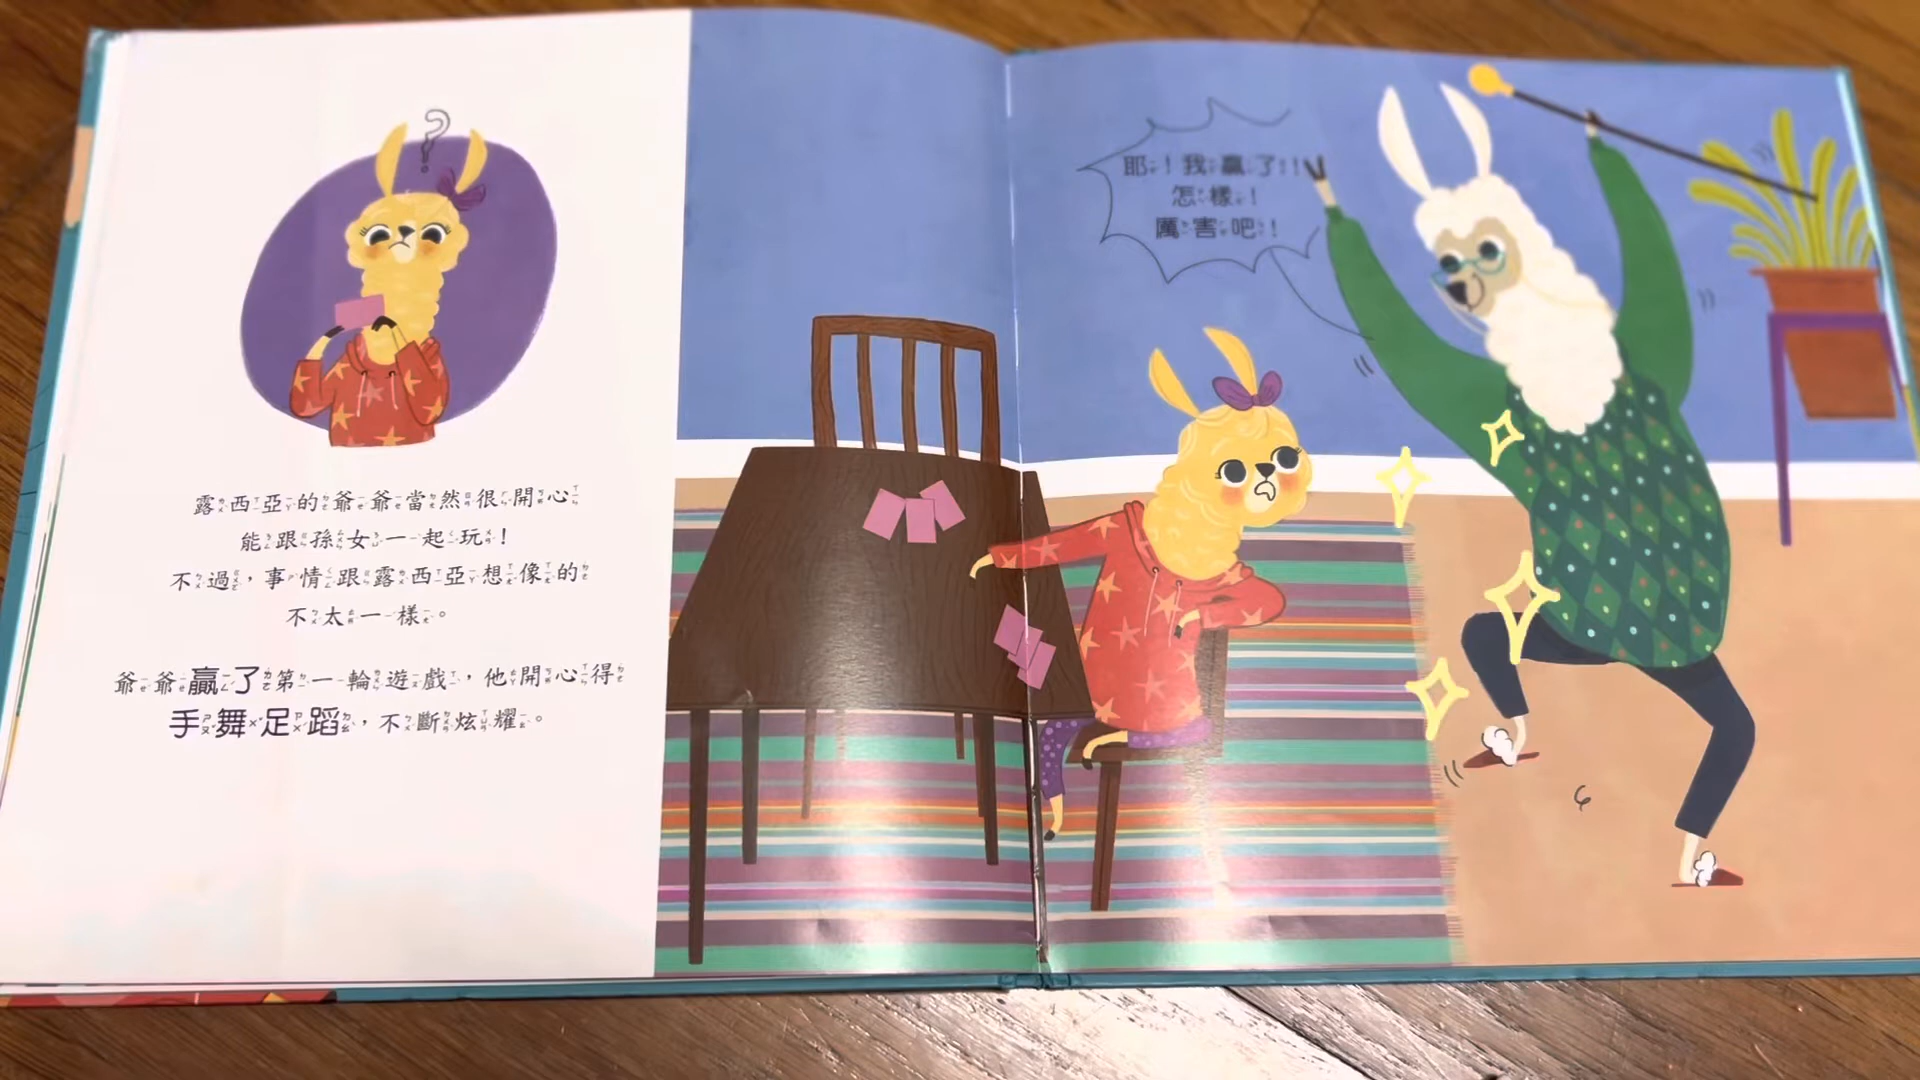 露西亞的爺爺當然很開心
能跟孫女一起玩！
不過，事情跟露西亞想像的
不太一樣。
爺爺贏了第一輪遊戲，他開心得
手舞足蹈，不斷炫耀。
耶！我贏了！！
怎樣！
厲害吧！